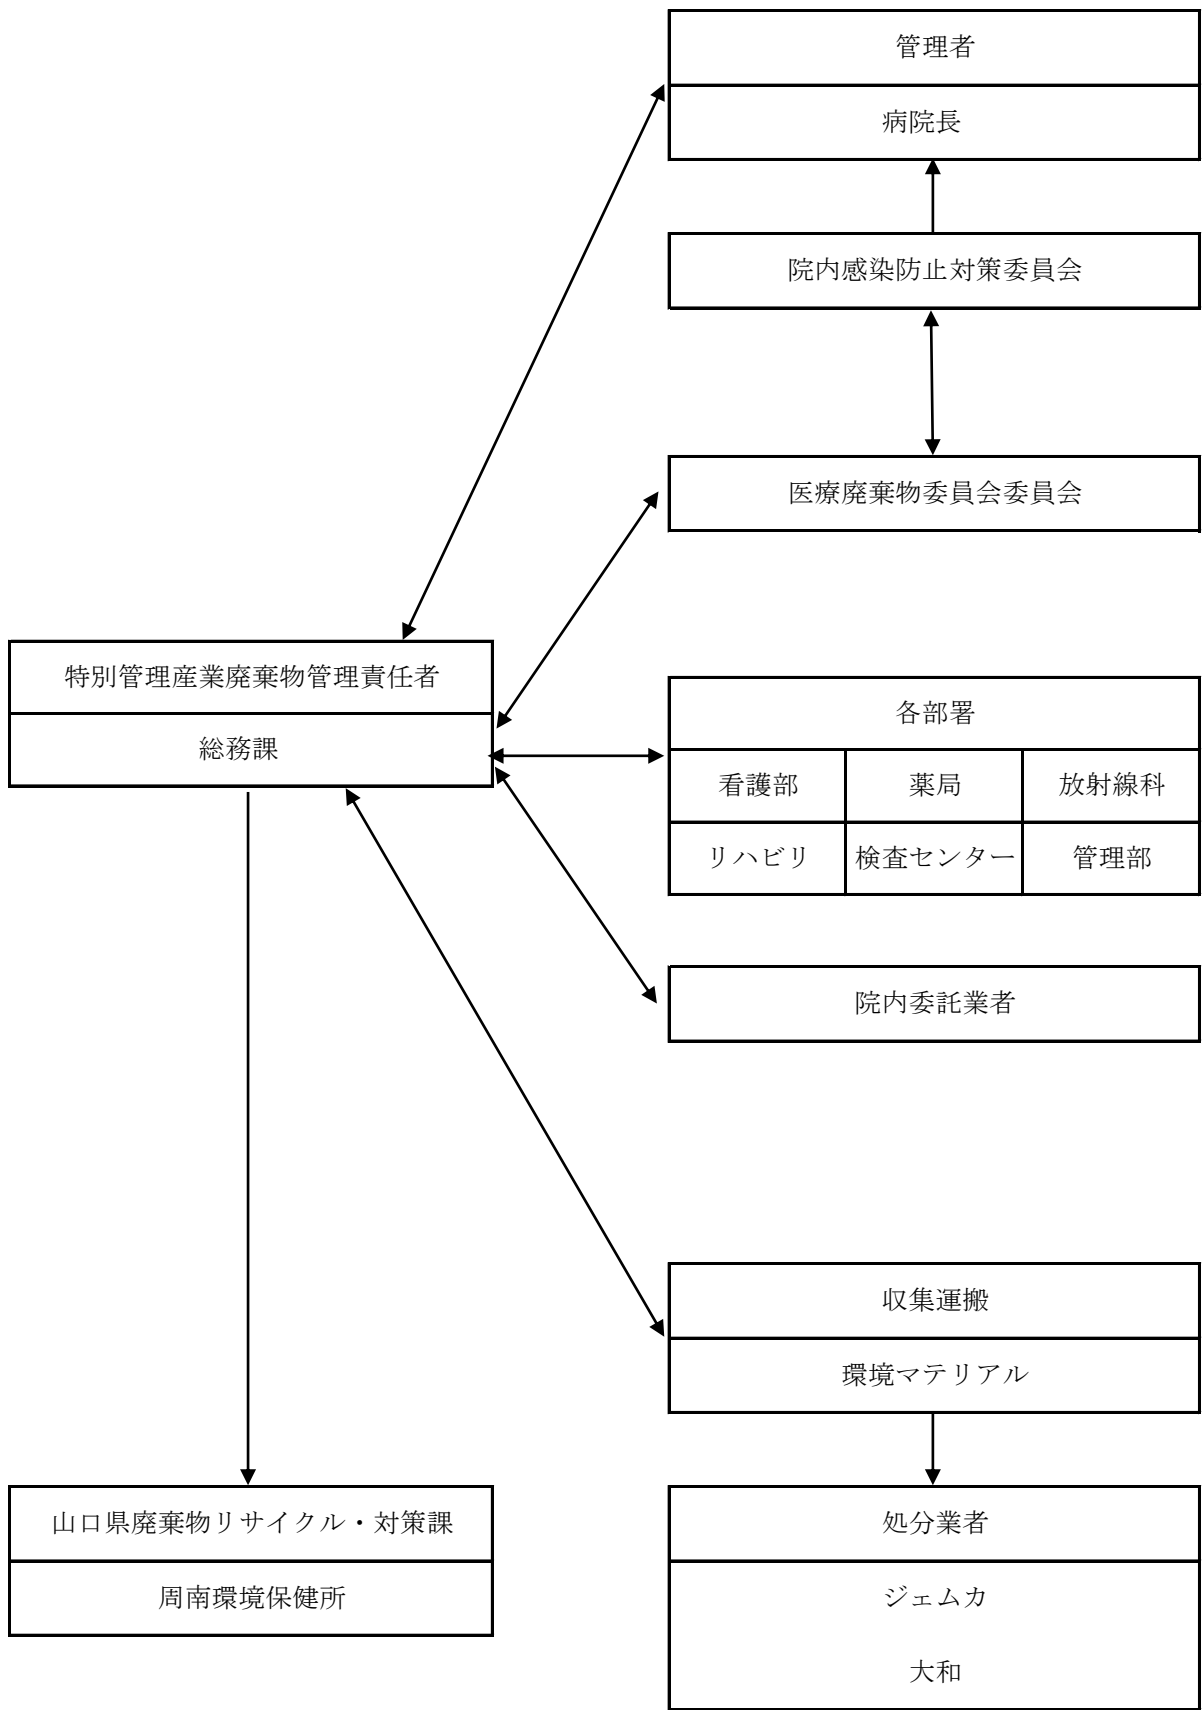 管理者
病院長
院内感染防止対策委員会
医療廃棄物委員会委員会
特別管理産業廃棄物管理責任者
総務課
各部署
看護部
薬局
放射線科
リハビリ
検査センター
管理部
院内委託業者
収集運搬
環境マテリアル
山口県廃棄物リサイクル・対策課
周南環境保健所
処分業者
ジェムカ
大和